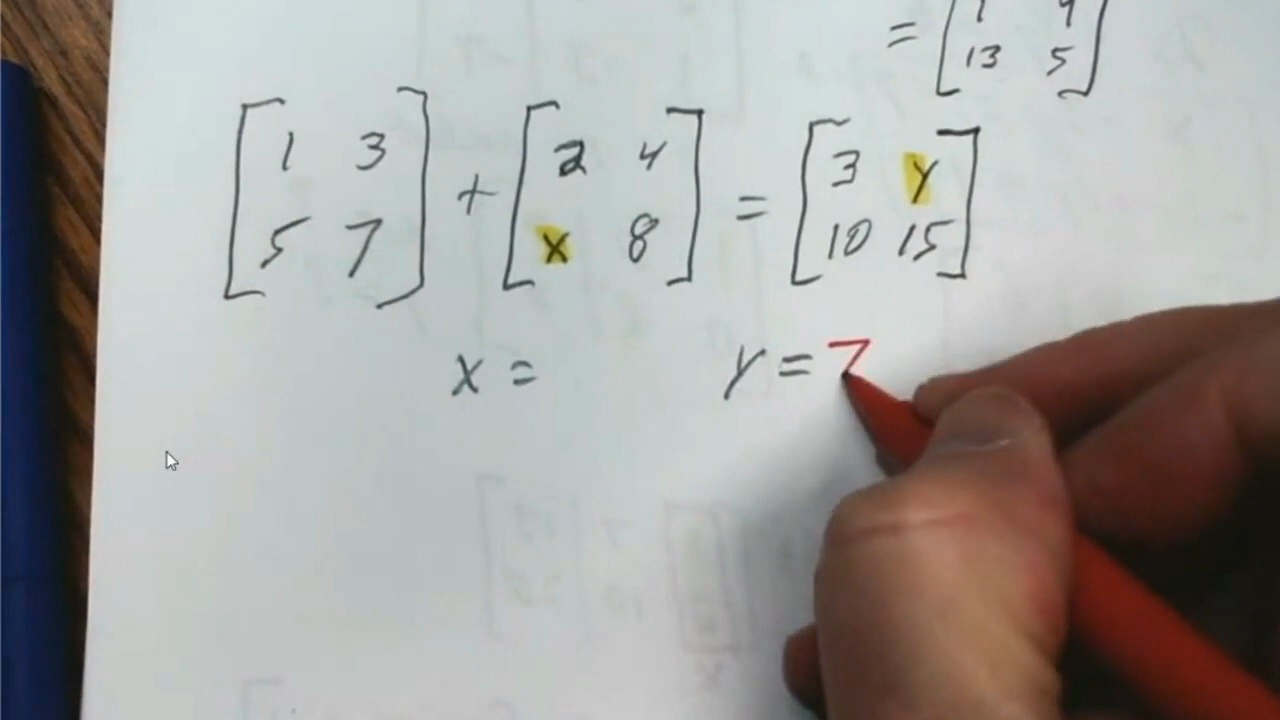 = [ 13 5 ]
[ 1 3 ] + [ 2 4 ] = [ 3 y ]
[ 5 7 ] [ x 8 ] [ 10 15 ]
x = y = 7